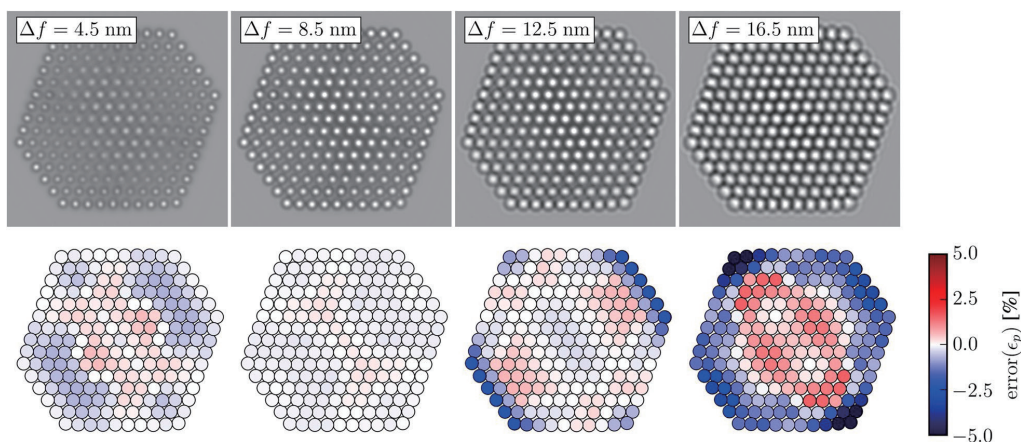 Δf = 4.5 nm
Δf = 8.5 nm
Δf = 12.5 nm
Δf = 16.5 nm
5.0
2.5
0.0
−2.5
−5.0
error(ϵp) [%]